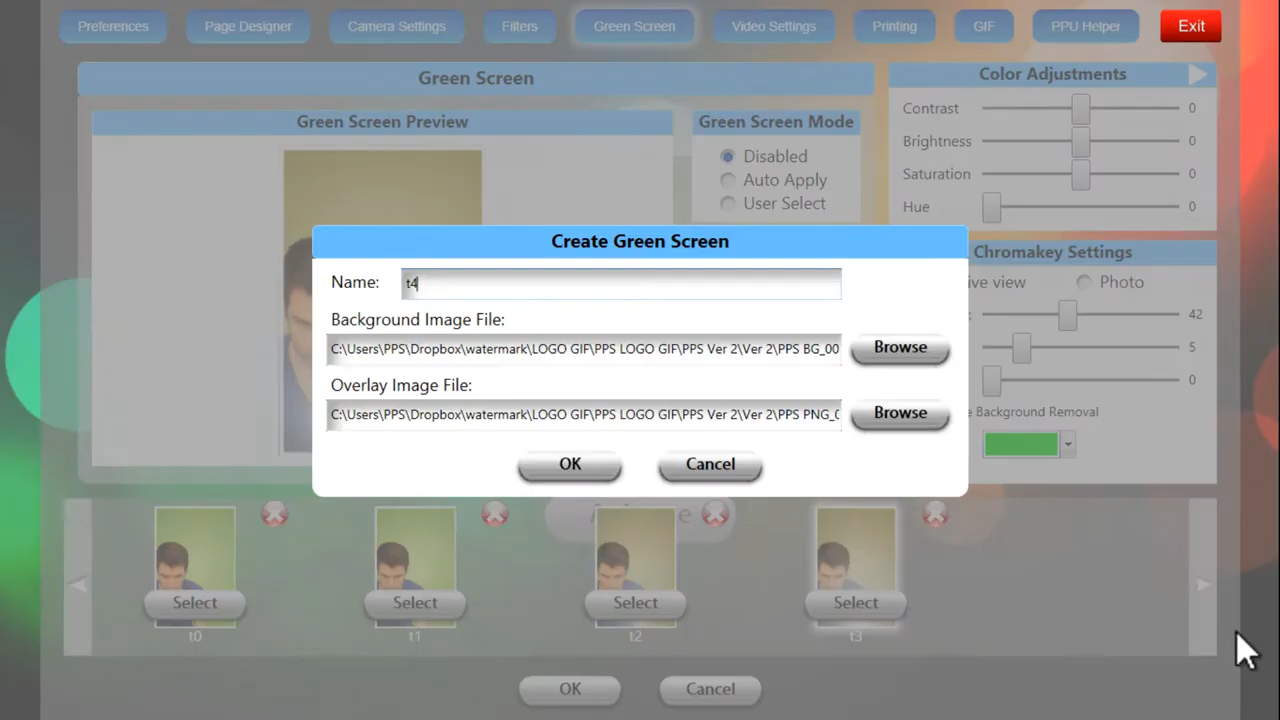 Preferences
Page Designer
Camera Settings
Filters
Green Screen
Video Settings
Printing
GIF
PPU Helper
Exit
Green Screen
Green Screen Preview
Green Screen Mode
Disabled
Auto Apply
User Select
Color Adjustments
Contrast 0
Brightness 0
Saturation 0
Hue 0
Create Green Screen
Name: t4
Background Image File:
C:\Users\PPS\Dropbox\watermark\LOGO GIF\PPS LOGO GIF\PPS Ver 2\Ver 2\PPS BG_00
Browse
Overlay Image File:
C:\Users\PPS\Dropbox\watermark\LOGO GIF\PPS LOGO GIF\PPS Ver 2\Ver 2\PPS PNG_0
Browse
OK
Cancel
Chromakey Settings
ive view
Photo
42
5
0
Background Removal
Select
Select
Select
Select
t0
t1
t2
t3
OK
Cancel